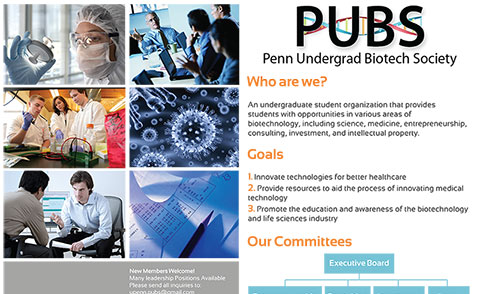 PUBS
Penn Undergrad Biotech Society
Who are we?
An undergraduate student organization that provides
students with opportunities in various areas of
biotechnology, including science, medicine, entrepreneurship,
consulting, investment, and intellectual property.
Goals
1. Innovate technologies for better healthcare
2. Provide resources to aid the process of innovating medical
technology
3. Promote the education and awareness of the biotechnology
and life sciences industry
Our Committees
Executive Board
New Members Welcome!
Many leadership Positions Available
Please send all inquiries to:
upenn.pubs@gmail.com